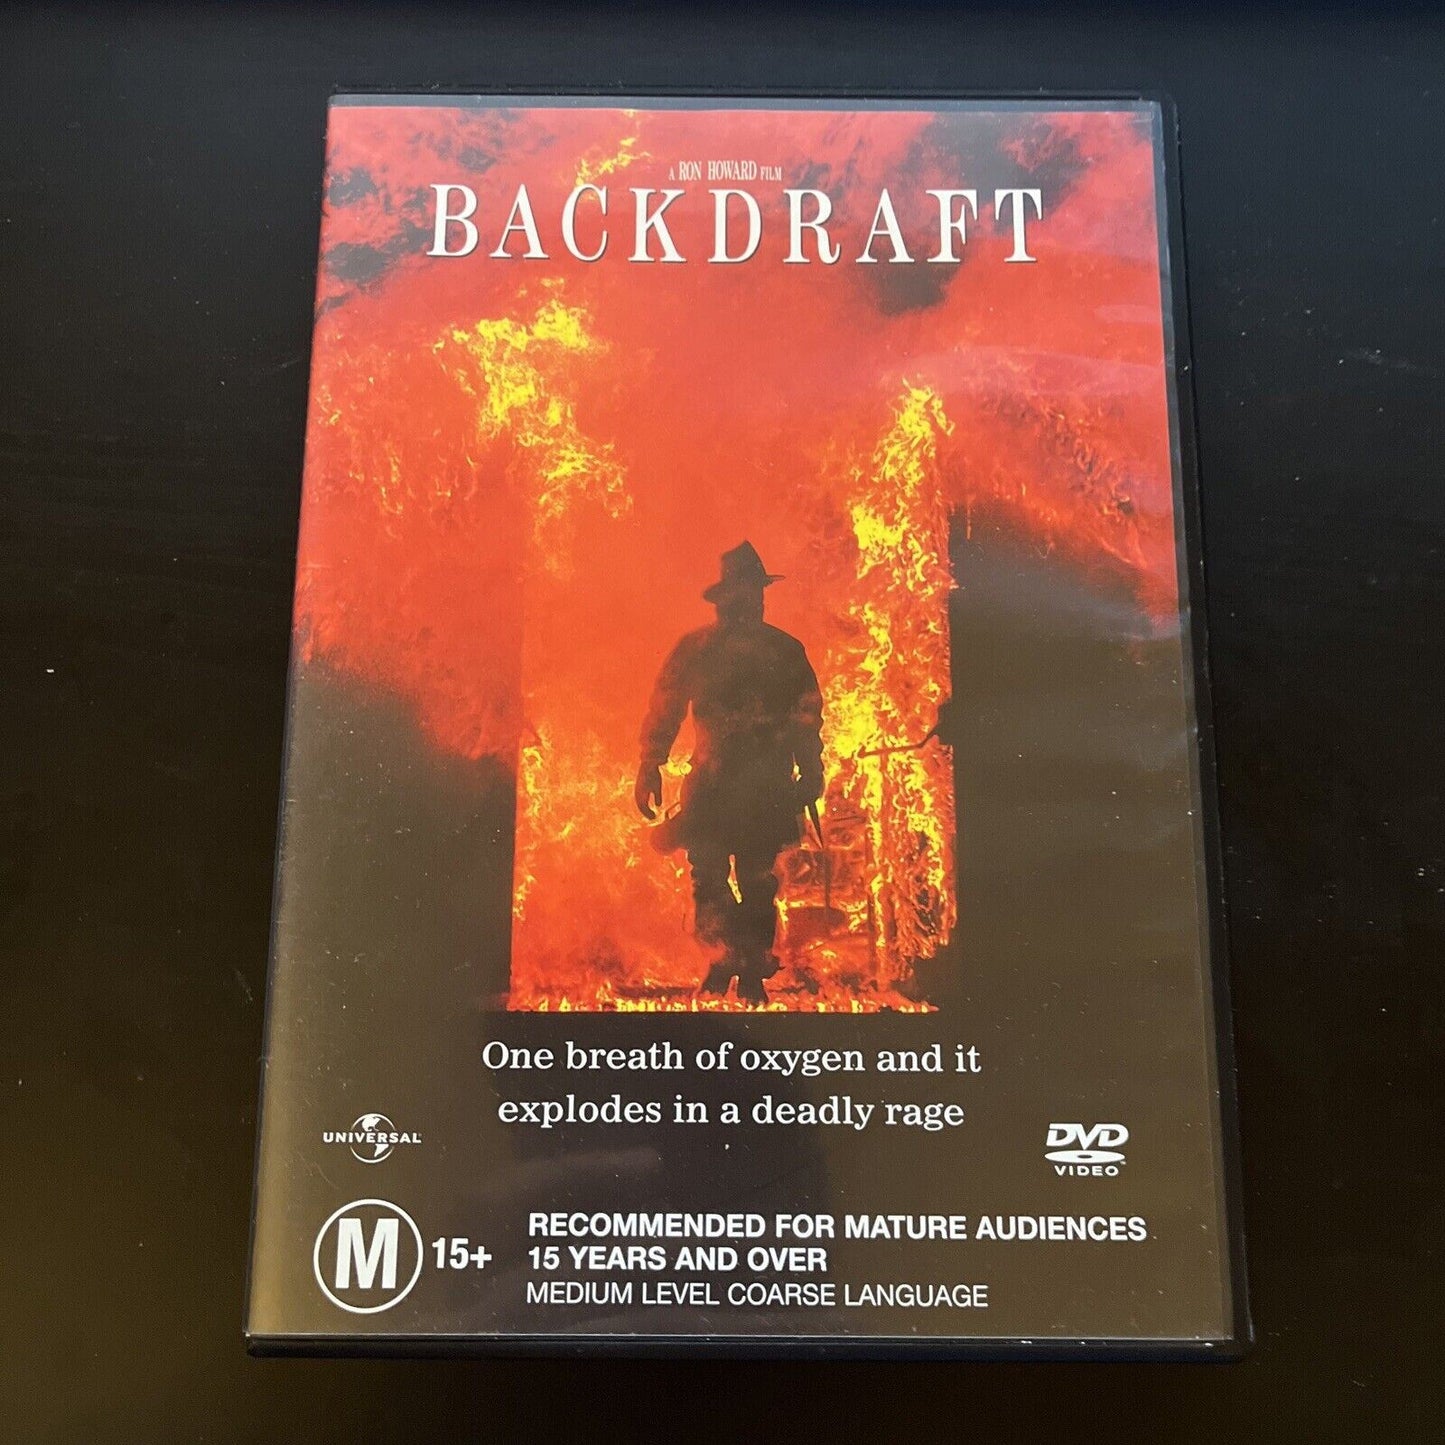 A RON HOWARD FILM
BACKDRAFT
One breath of oxygen and it
explodes in a deadly rage
UNIVERSAL
DVD
VIDEO™
M 15+
RECOMMENDED FOR MATURE AUDIENCES
15 YEARS AND OVER
MEDIUM LEVEL COARSE LANGUAGE